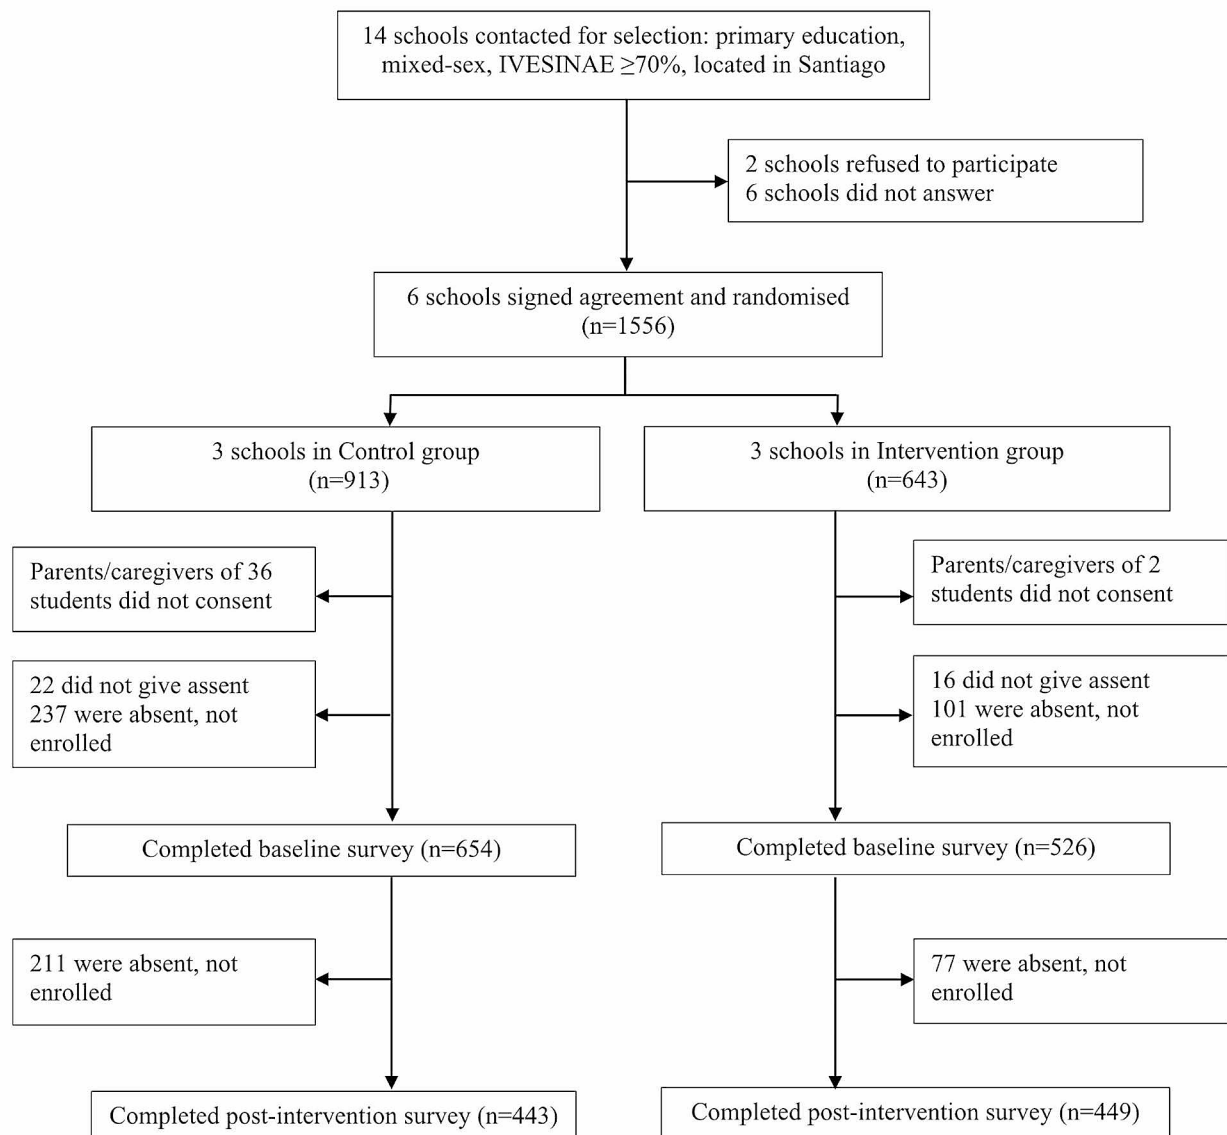 14 schools contacted for selection: primary education,
mixed-sex, IVESINAE ≥70%, located in Santiago
2 schools refused to participate
6 schools did not answer
6 schools signed agreement and randomised
(n=1556)
3 schools in Control group
(n=913)
3 schools in Intervention group
(n=643)
Parents/caregivers of 36
students did not consent
Parents/caregivers of 2
students did not consent
22 did not give assent
237 were absent, not
enrolled
16 did not give assent
101 were absent, not
enrolled
Completed baseline survey (n=654)
Completed baseline survey (n=526)
211 were absent, not
enrolled
77 were absent, not
enrolled
Completed post-intervention survey (n=443)
Completed post-intervention survey (n=449)